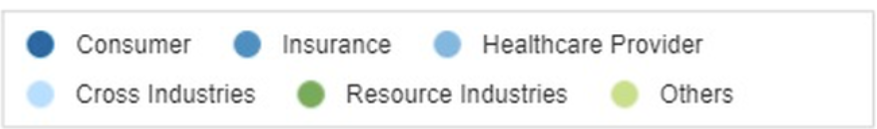 Consumer Insurance Healthcare Provider
Cross Industries Resource Industries Others